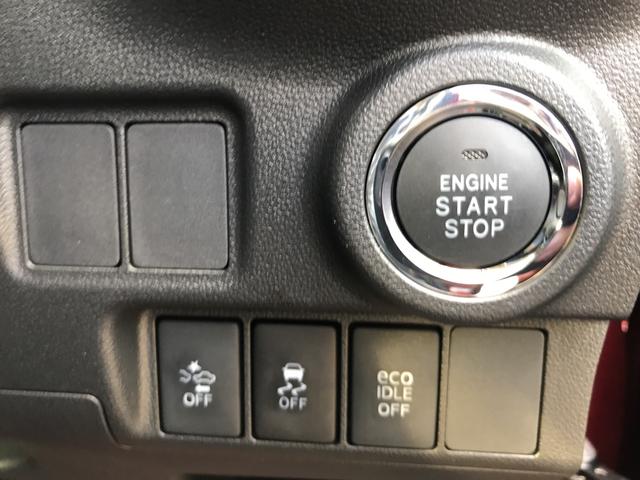 ENGINE
START
STOP
OFF
OFF
eco
IDLE
OFF